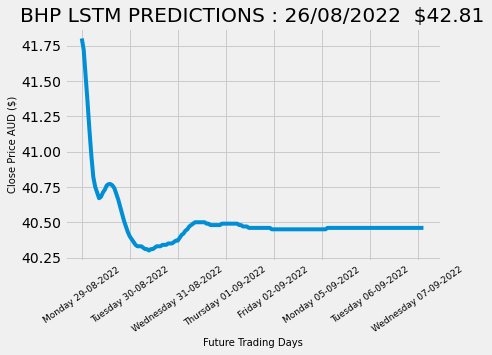 BHP LSTM PREDICTIONS : 26/08/2022 $42.81
41.75
41.50
41.25
41.00
40.75
40.50
40.25
Close Price AUD ($)
Monday 29-08-2022
Tuesday 30-08-2022
Wednesday 31-08-2022
Thursday 01-09-2022
Friday 02-09-2022
Monday 05-09-2022
Tuesday 06-09-2022
Wednesday 07-09-2022
Future Trading Days